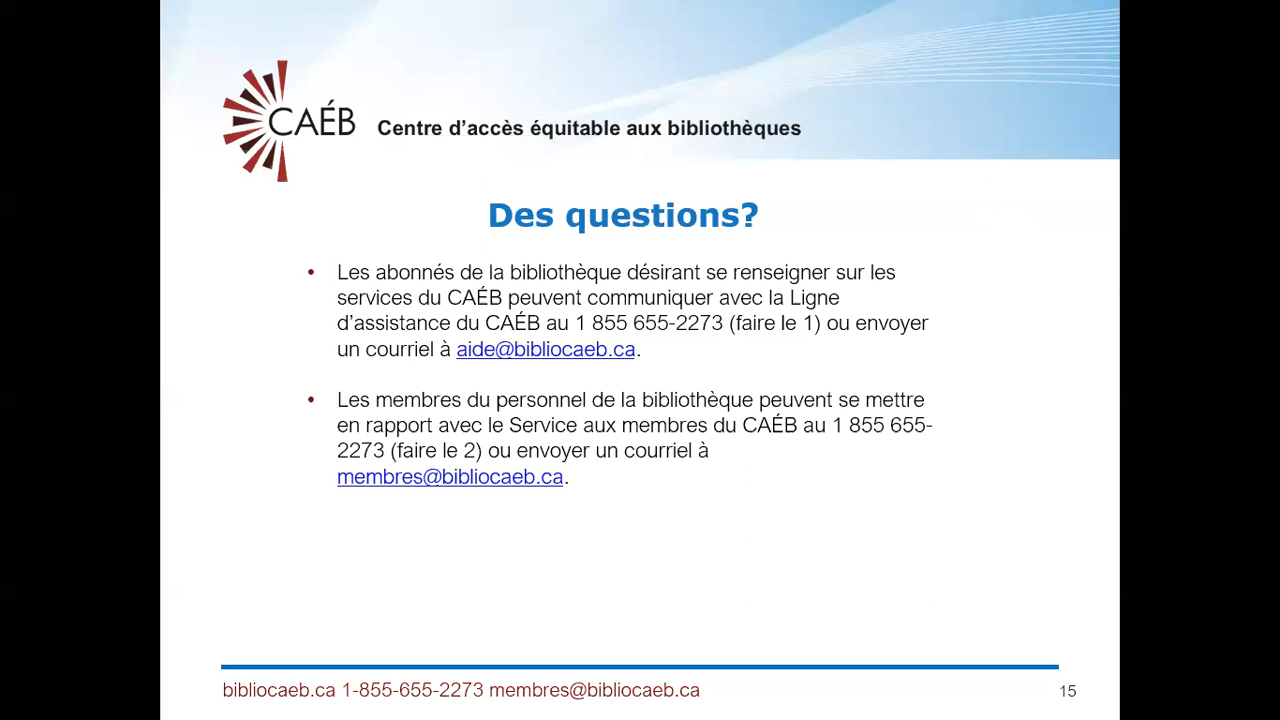 CAÉB
Centre d’accès équitable aux bibliothèques
Des questions?
• Les abonnés de la bibliothèque désirant se renseigner sur les
services du CAÉB peuvent communiquer avec la Ligne
d’assistance du CAÉB au 1 855 655-2273 (faire le 1) ou envoyer
un courriel à aide@bibliocaeb.ca.
• Les membres du personnel de la bibliothèque peuvent se mettre
en rapport avec le Service aux membres du CAÉB au 1 855 655-
2273 (faire le 2) ou envoyer un courriel à
membres@bibliocaeb.ca.
bibliocaeb.ca 1-855-655-2273 membres@bibliocaeb.ca
15